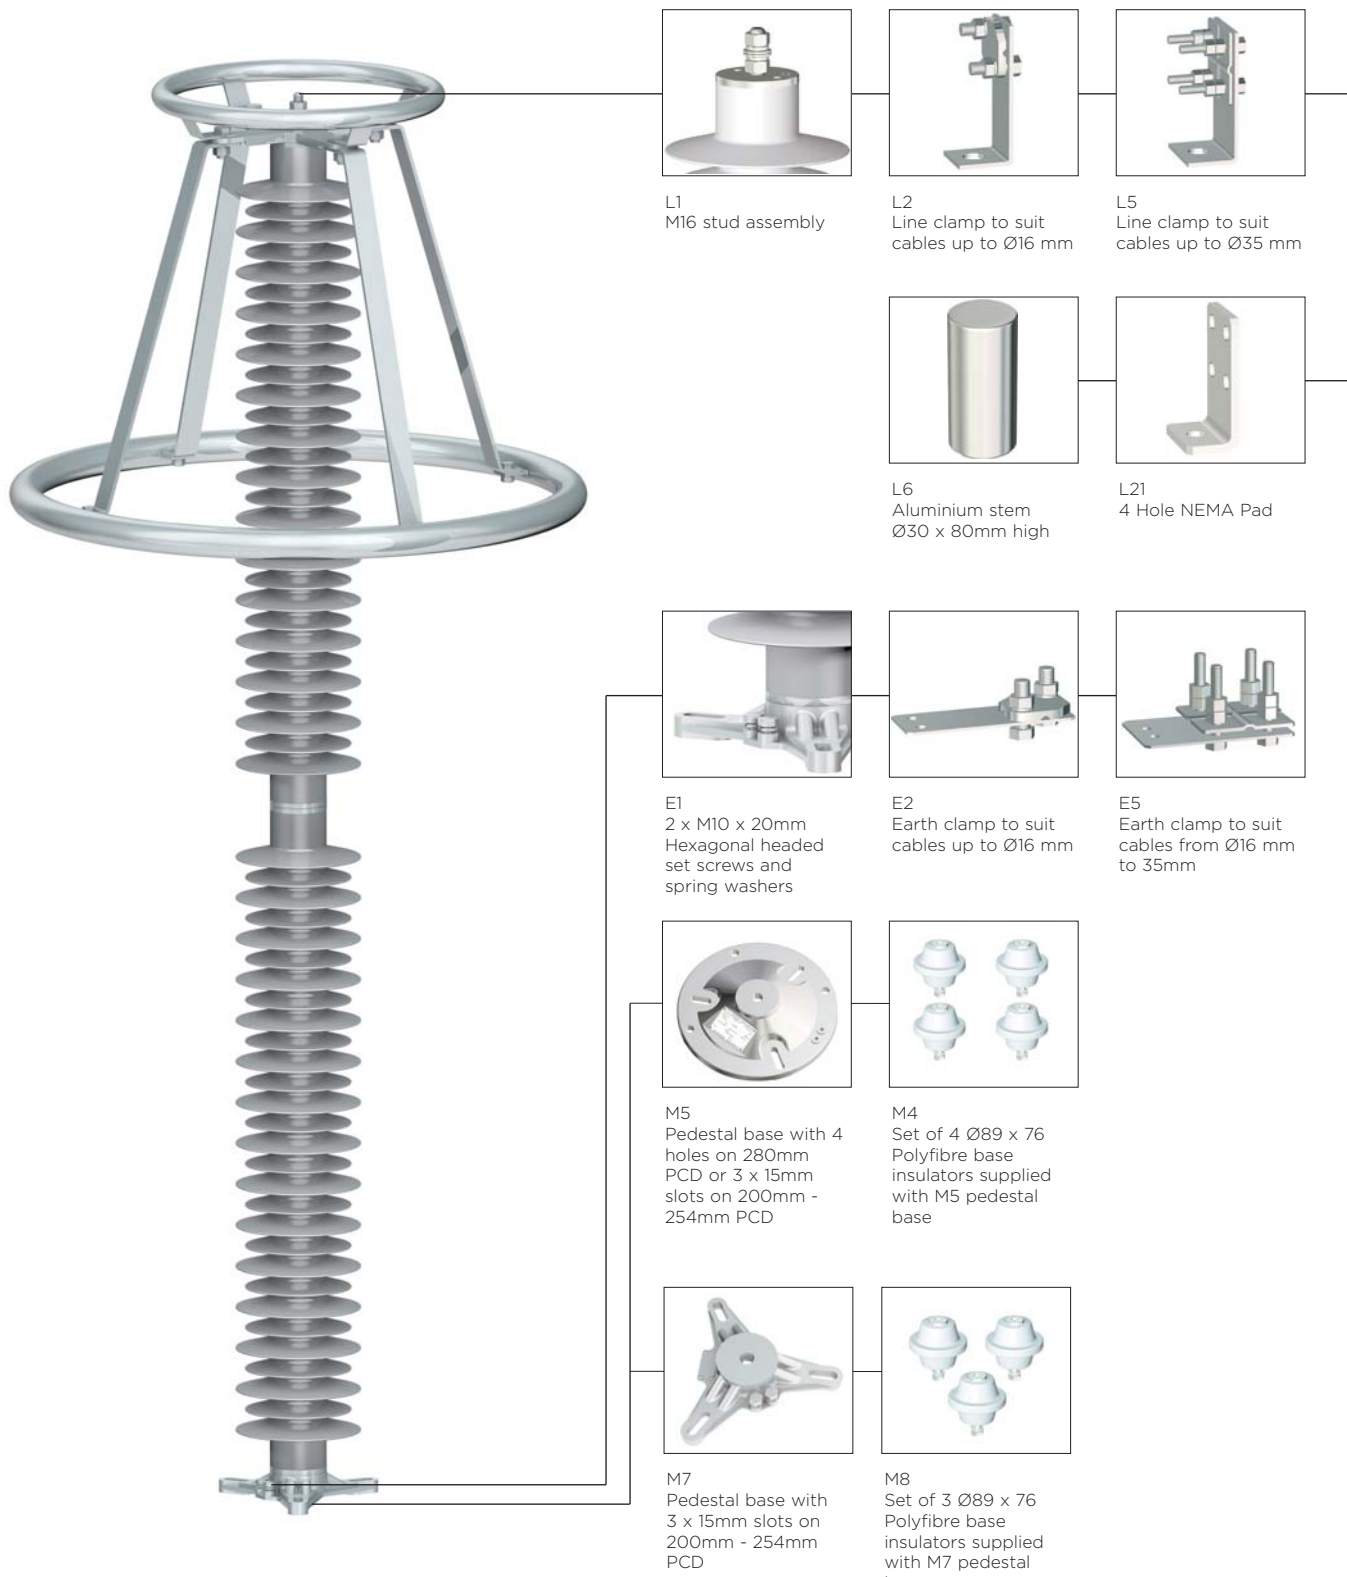 L1
M16 stud assembly
L2
Line clamp to suit
cables up to Ø16 mm
L5
Line clamp to suit
cables up to Ø35 mm
L6
Aluminium stem
Ø30 x 80mm high
L21
4 Hole NEMA Pad
E1
2 x M10 x 20mm
Hexagonal headed
set screws and
spring washers
E2
Earth clamp to suit
cables up to Ø16 mm
E5
Earth clamp to suit
cables from Ø16 mm
to 35mm
M5
Pedestal base with 4
holes on 280mm
PCD or 3 x 15mm
slots on 200mm -
254mm PCD
M4
Set of 4 Ø89 x 76
Polyfibre base
insulators supplied
with M5 pedestal
base
M7
Pedestal base with
3 x 15mm slots on
200mm - 254mm
PCD
M8
Set of 3 Ø89 x 76
Polyfibre base
insulators supplied
with M7 pedestal